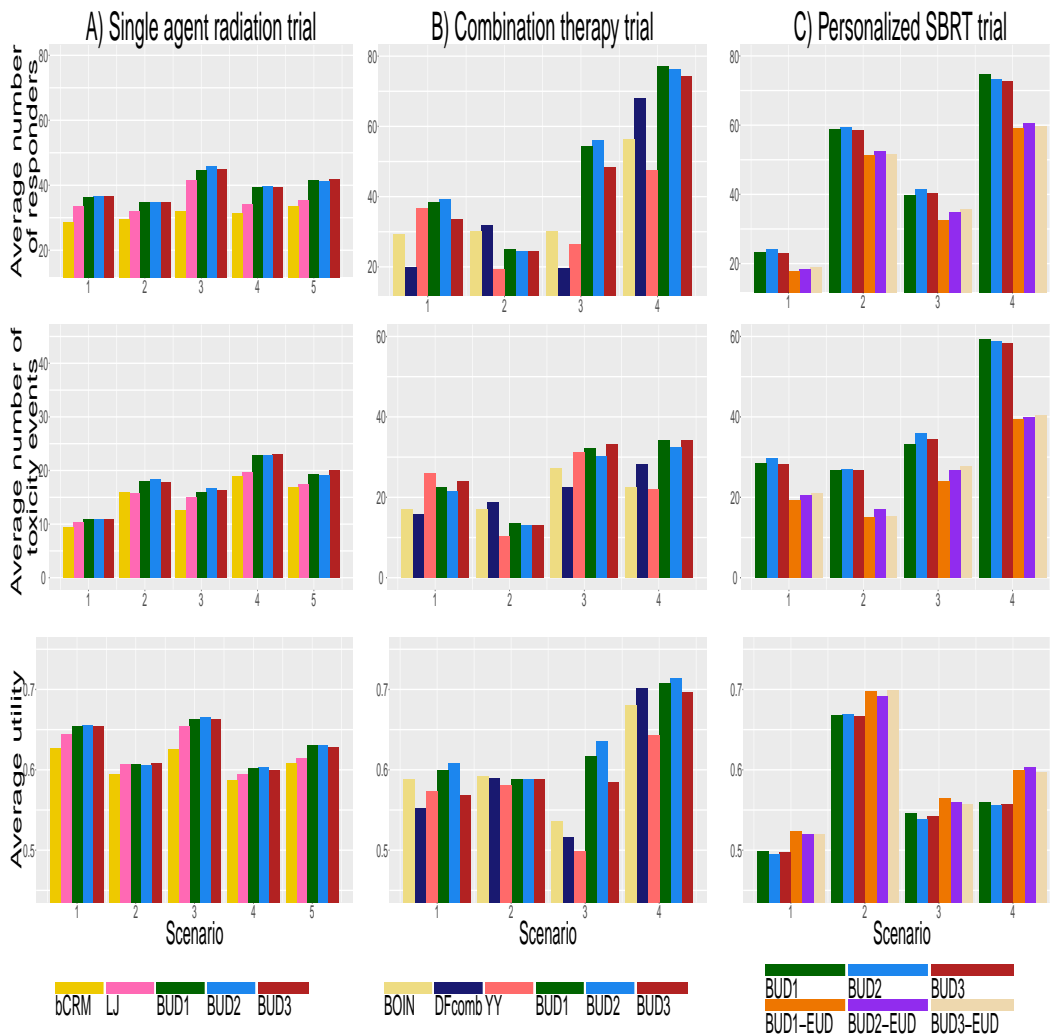 A) Single agent radiation trial
B) Combination therapy trial
C) Personalized SBRT trial
Average number
of responders
80
60
40
20
1 2 3 4 5
80
60
40
20
1 2 3 4
80
60
40
20
1 2 3 4
Average number of
toxicity events
40
30
20
10
0
1 2 3 4 5
60
40
20
0
1 2 3 4
60
40
20
0
1 2 3 4
Average utility
0.7
0.6
0.5
1 2 3 4 5
Scenario
0.7
0.6
0.5
1 2 3 4
Scenario
0.7
0.6
0.5
1 2 3 4
Scenario
bCRM LJ BUD1 BUD2 BUD3
BOIN DFcomb YY BUD1 BUD2 BUD3
BUD1 BUD2 BUD3
BUD1-EUD BUD2-EUD BUD3-EUD